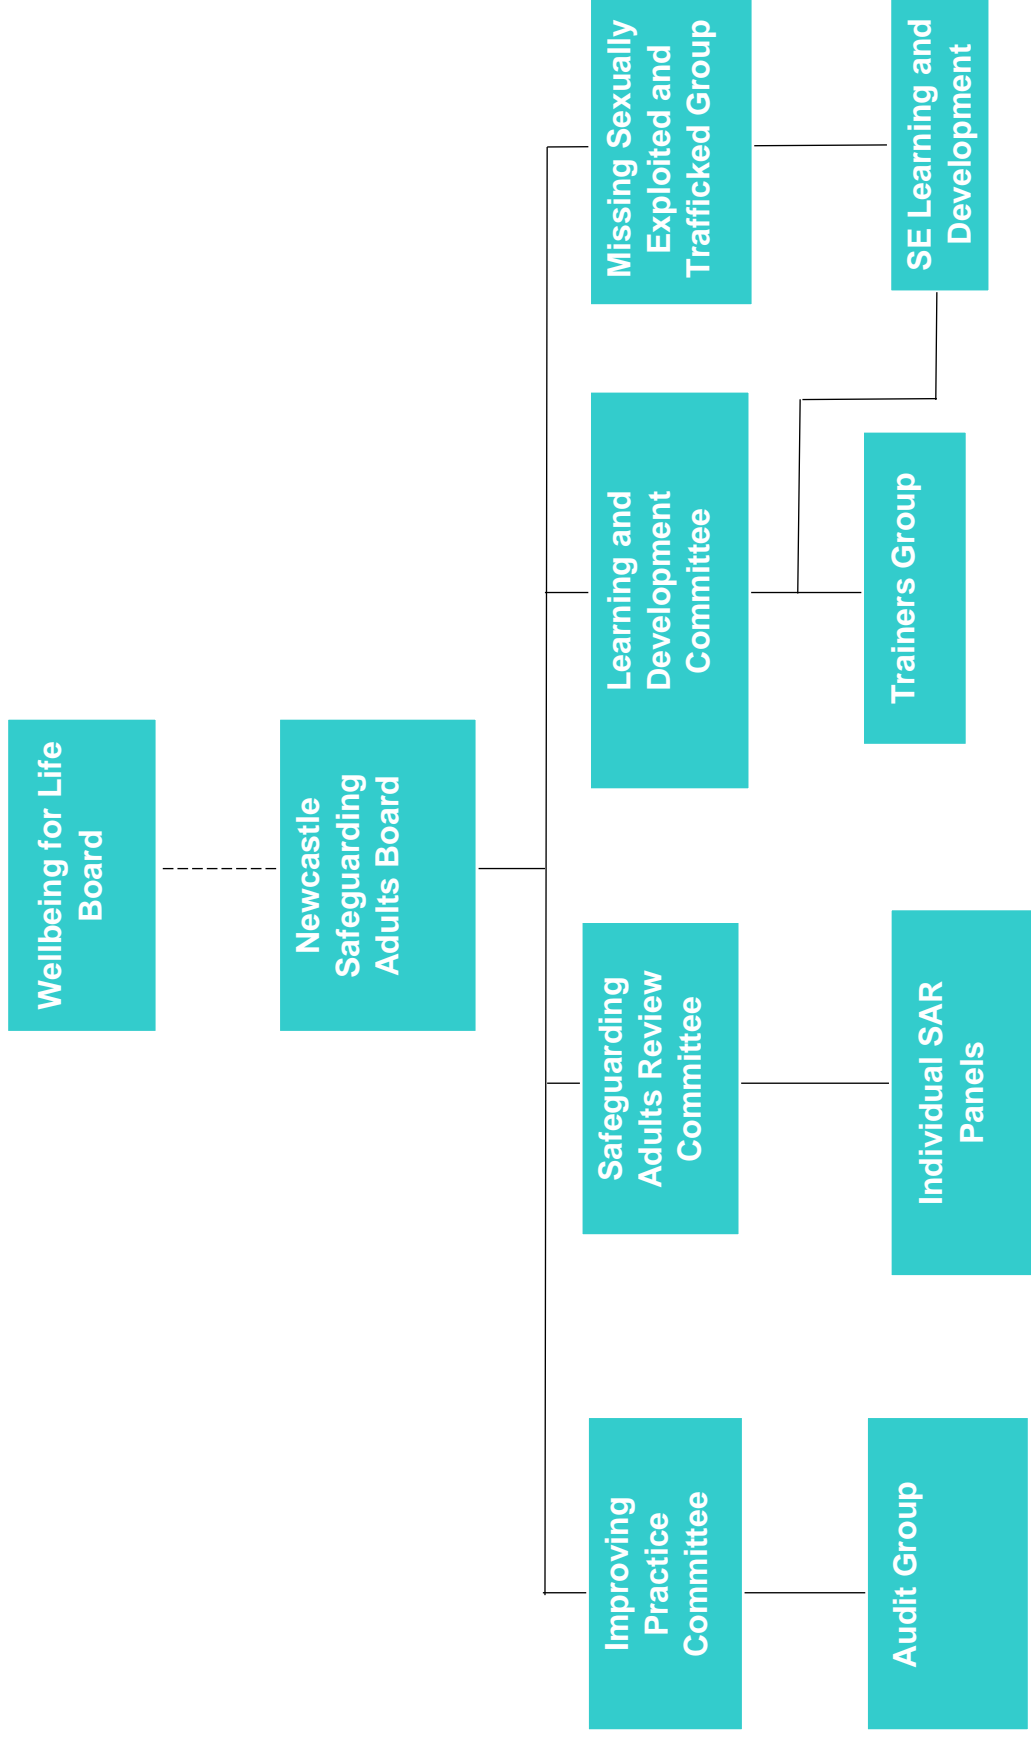 Wellbeing for Life
Board
Newcastle
Safeguarding
Adults Board
Improving
Practice
Committee
Safeguarding
Adults Review
Committee
Learning and
Development
Committee
Missing Sexually
Exploited and
Trafficked Group
Audit Group
Individual SAR
Panels
Trainers Group
SE Learning and
Development